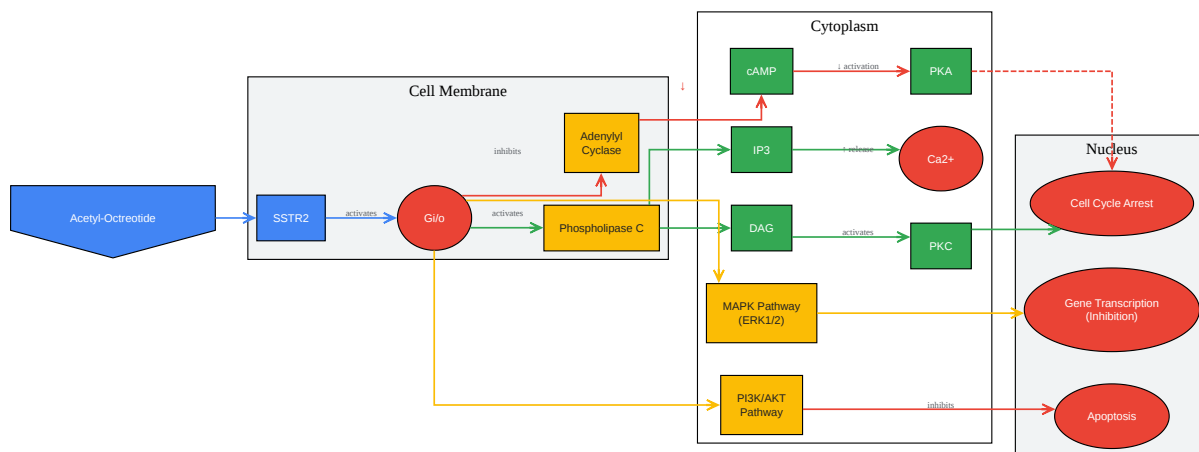 Cytoplasm
Cell Membrane
Nucleus
Acetyl-Octreotide
SSTR2
activates
Gi/o
inhibits
activates
Adenylyl
Cyclase
Phospholipase C
↓
cAMP
↓ activation
PKA
IP3
↑ release
Ca2+
DAG
activates
PKC
MAPK Pathway
(ERK1/2)
PI3K/AKT
Pathway
inhibits
Cell Cycle Arrest
Gene Transcription
(Inhibition)
Apoptosis